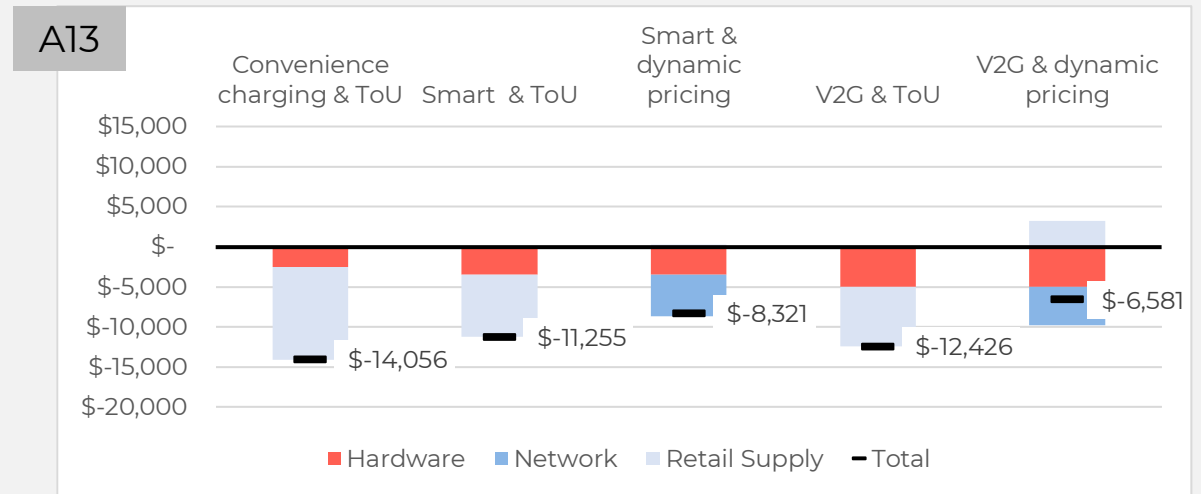 A13
Convenience
charging & ToU
Smart & ToU
Smart &
dynamic
pricing
V2G & ToU
V2G & dynamic
pricing
$15,000
$10,000
$5,000
$-
$-5,000
$-10,000
$-15,000
$-20,000
$-14,056
$-11,255
$-8,321
$-12,426
$-6,581
Hardware
Network
Retail Supply
Total